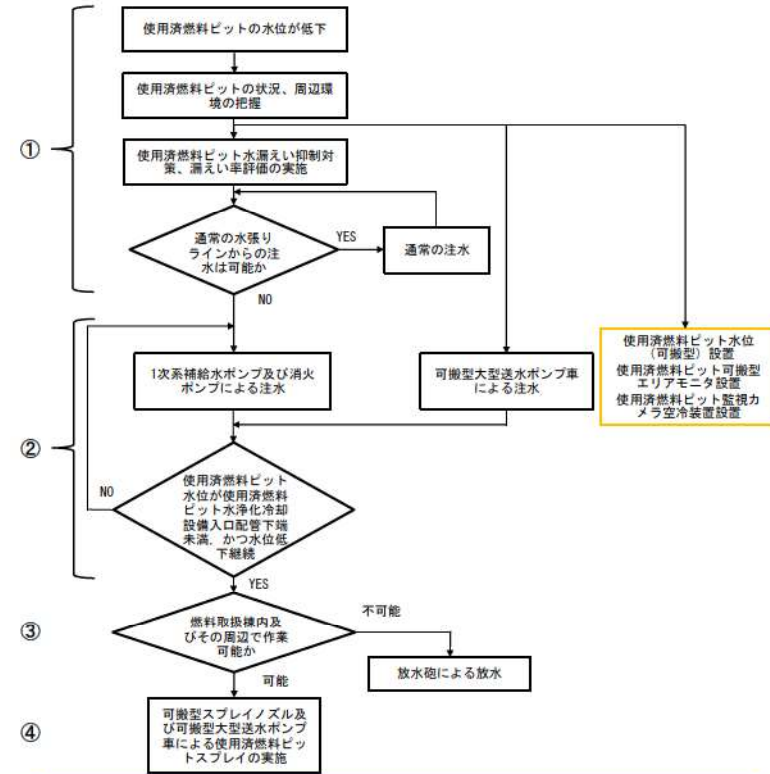 使用済燃料ピットの水位が低下
使用済燃料ピットの状況、周辺環
境の把握
①
使用済燃料ピット水漏えい抑制対
策、漏えい率評価の実施
通常の水張り
ラインからの注
水は可能か
YES
通常の注水
NO
②
1次系補給水ポンプ及び消火
ポンプによる注水
可搬型大型送水ポンプ車
による注水
使用済燃料ピット水位
（可搬型）設置
使用済燃料ピット可搬型
エリアモニタ設置
使用済燃料ピット監視カ
メラ空冷装置設置
使用済燃料ピット
水位が使用済燃料
ピット水浄化冷却
設備入口配管下端
未満，かつ水位低
下継続
NO
YES
③
燃料取扱棟内及
びその周辺で作業
可能か
不可能
放水砲による放水
可能
④
可搬型スプレイノズル及
び可搬型大型送水ポンプ
車による使用済燃料ピッ
トスプレイの実施